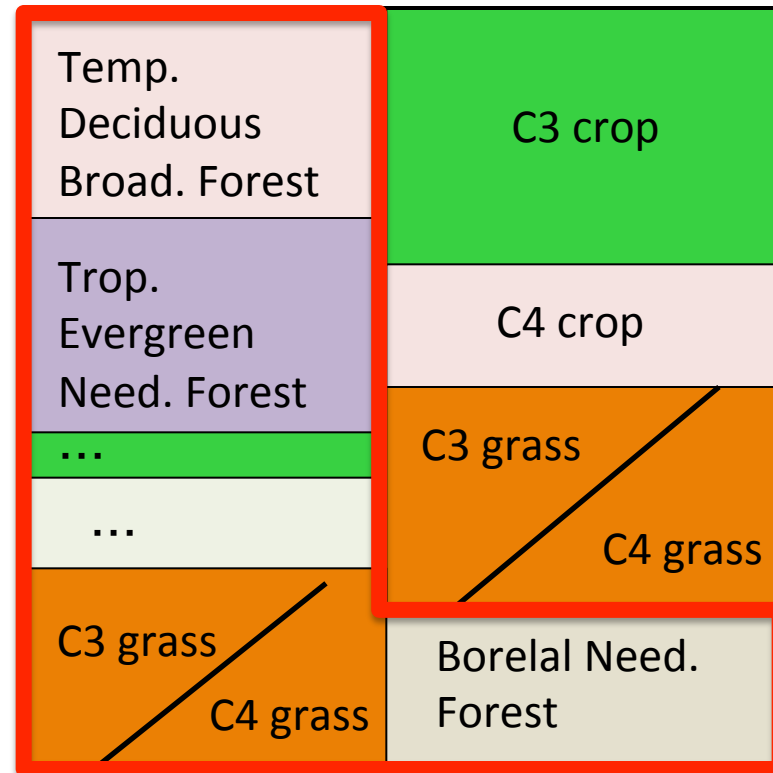 Temp.
Deciduous
Broad. Forest
Trop.
Evergreen
Need. Forest
...
...
C3 grass
C4 grass
C3 crop
C4 crop
C3 grass
C4 grass
Borelal Need.
Forest